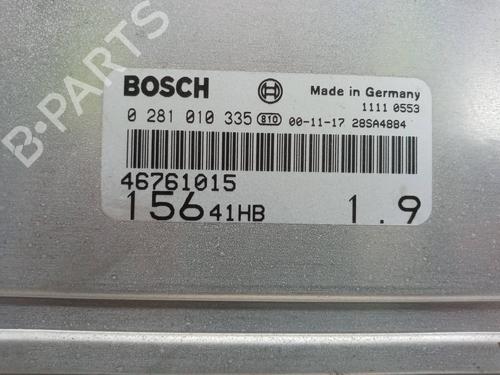 BOSCH
Made in Germany
1111 0553
0 281 010 335 810 00-11-17 28SA4884
46761015
156 41HB 1.9
B-PARTS